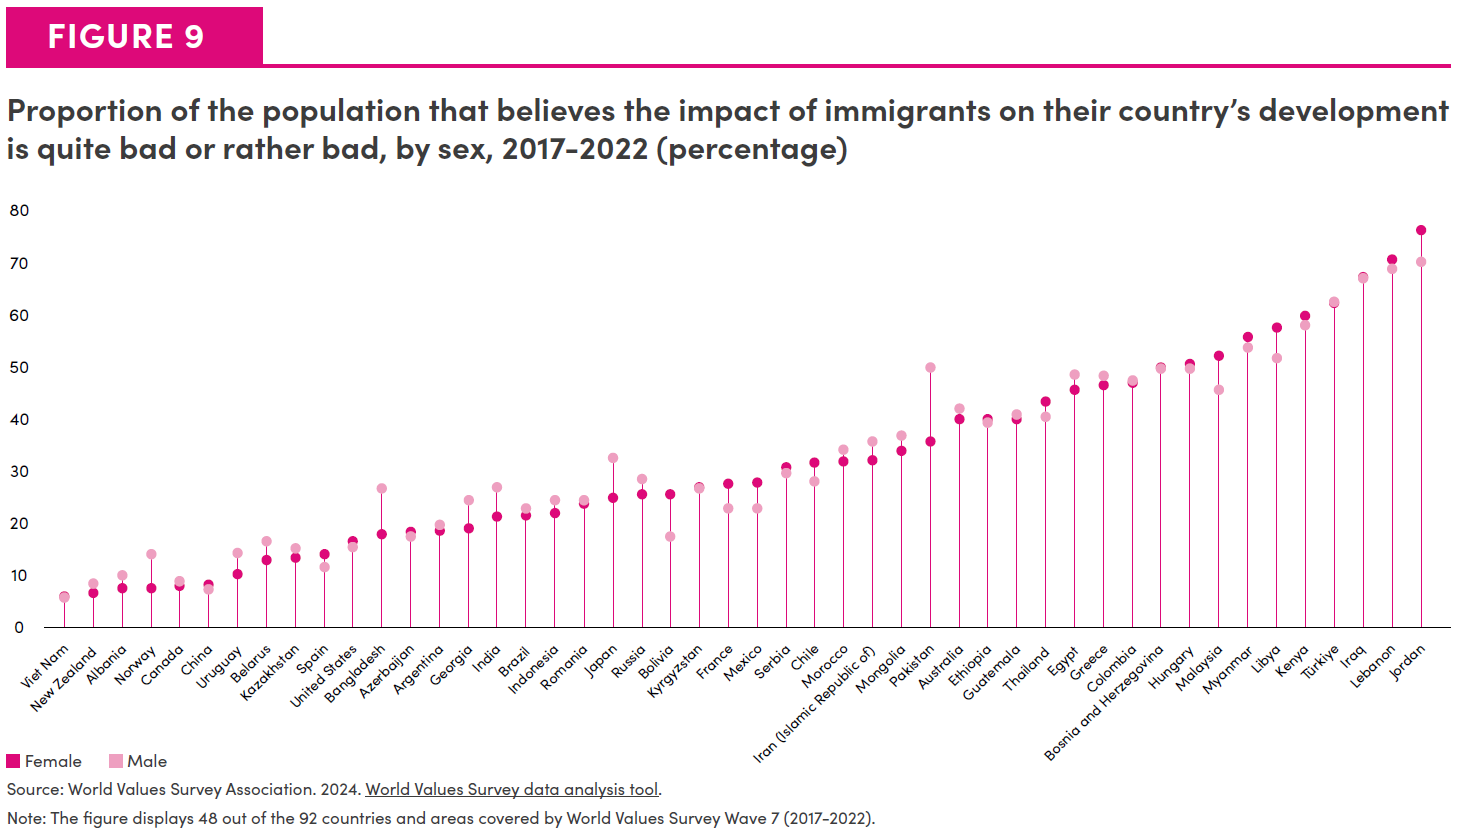 FIGURE 9
Proportion of the population that believes the impact of immigrants on their country's development
is quite bad or rather bad, by sex, 2017-2022 (percentage)
80
70
60
50
40
30
20
10
0
Viet Nam
New Zealand
Albania
Norway
Canada
China
Uruguay
Belarus
Kazakhstan
Spain
United States
Bangladesh
Azerbaijan
Argentina
Georgia
India
Brazil
Indonesia
Romania
Japan
Russia
Bolivia
Kyrgyzstan
France
Mexico
Serbia
Chile
Morocco
Iran (Islamic Republic of)
Mongolia
Pakistan
Australia
Ethiopia
Guatemala
Thailand
Egypt
Greece
Colombia
Bosnia and Herzegovina
Hungary
Malaysia
Myanmar
Libya
Kenya
Türkiye
Iraq
Lebanon
Jordan
Female Male
Source: World Values Survey Association. 2024. World Values Survey data analysis tool.
Note: The figure displays 48 out of the 92 countries and areas covered by World Values Survey Wave 7 (2017-2022).